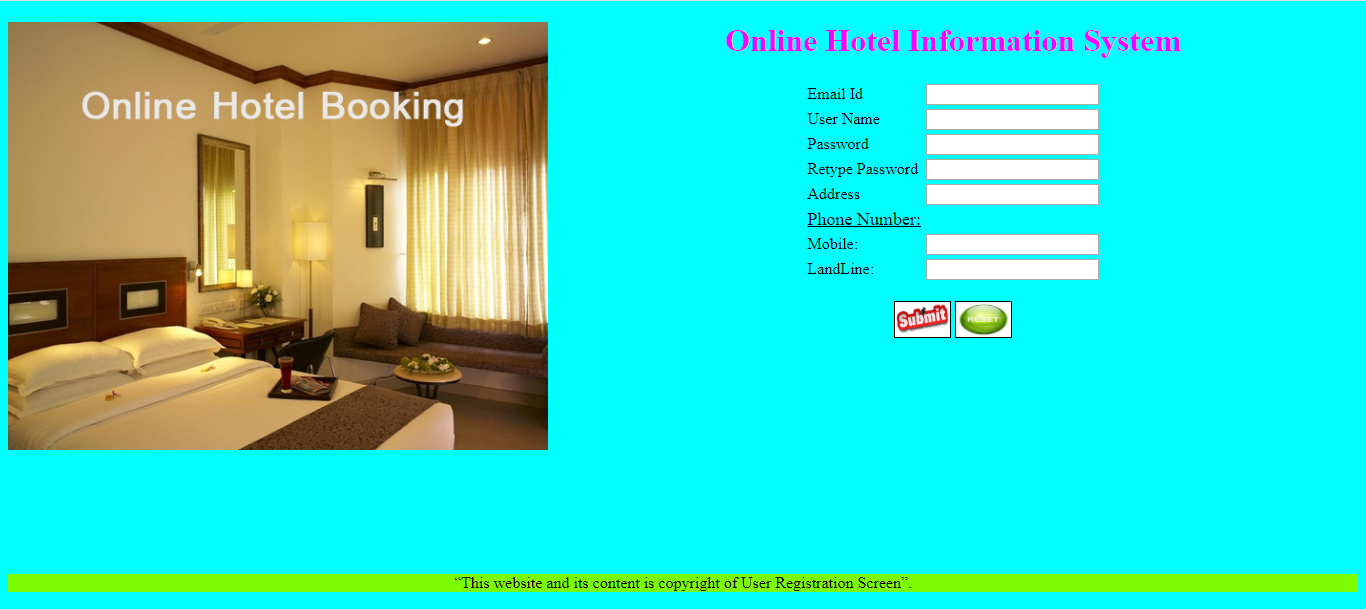 Online Hotel Booking
Online Hotel Information System
Email Id
User Name
Password
Retype Password
Address
Phone Number:
Mobile:
LandLine:
Submit
RESET
“This website and its content is copyright of User Registration Screen”.